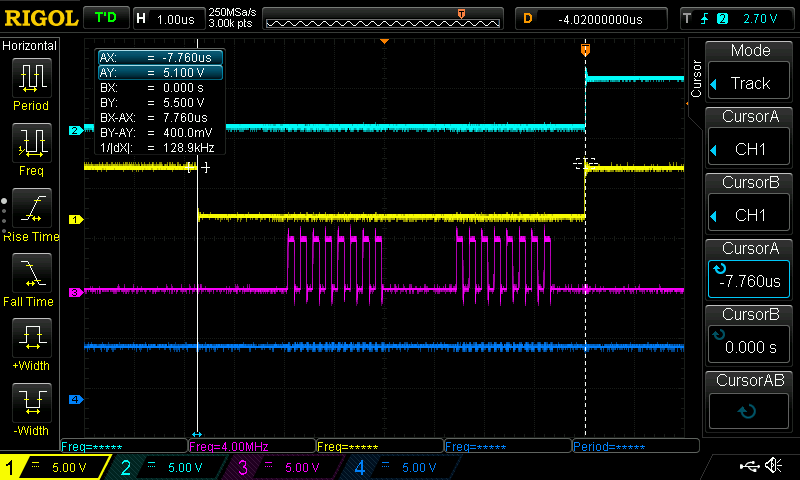 RIGOL T'D H 1.00us 250MSa/s 3.00k pts T D -4.02000000us T 2 2.70 V
Horizontal
Period
Freq
Rise Time
Fall Time
+Width
-Width
AX: = -7.760us
AY: = 5.100 V
BX: = 0.000 s
BY: = 5.500 V
BX-AX: = 7.760us
BY-AY: = 400.0mV
1/|dX|: = 128.9kHz
T
2
1
3
4
Cursor
Mode
Track
CursorA
CH1
CursorB
CH1
CursorA
-7.760us
CursorB
0.000 s
CursorAB
Freq=***** Freq=4.00MHz Freq=***** Freq=***** Period=*****
1 5.00 V 2 5.00 V 3 5.00 V 4 5.00 V